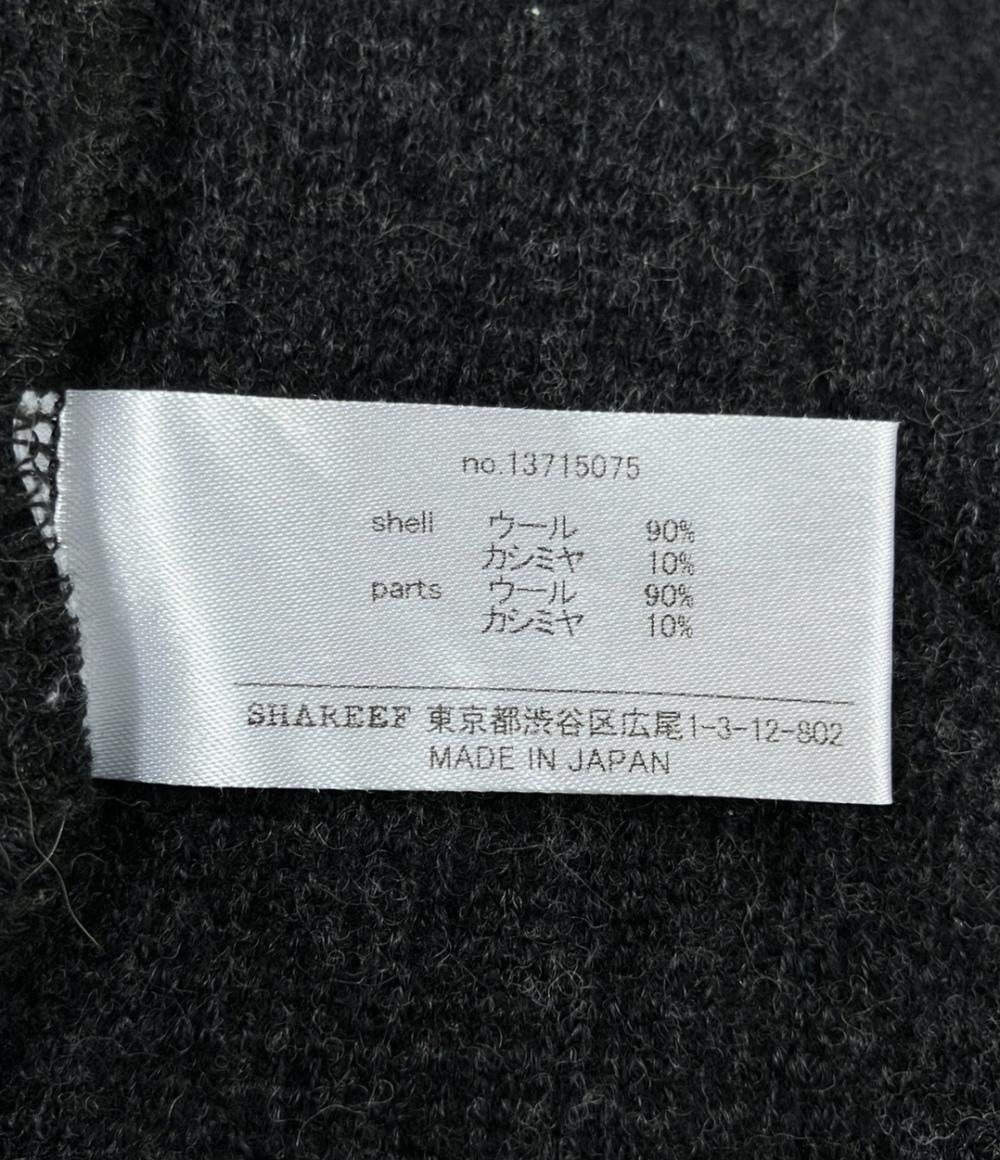 no.13715075
shell ウール 90%
カシミヤ 10%
parts ウール 90%
カシミヤ 10%
SHAREEF 東京都渋谷区広尾1-3-12-802
MADE IN JAPAN